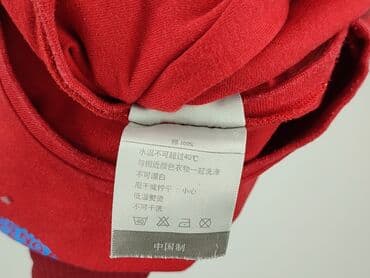 棉 100%
水温不可超过40℃
与相近颜色衣物一起洗涤
不可漂白
用干或拧干：小心
低温熨烫
不可干洗
中国制